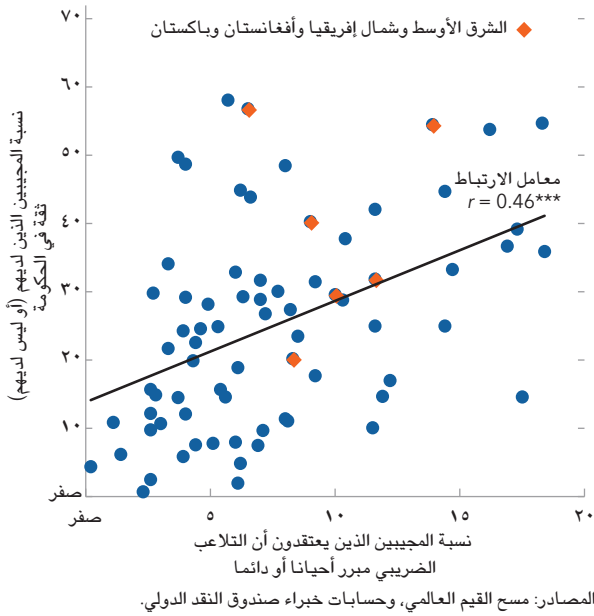 ٧٠
الشرق الأوسط وشمال إفريقيا وأفغانستان وباكستان
٦٠
٥٠
معامل الارتباط
r = 0.46***
٤٠
٣٠
٢٠
١٠
صفر
نسبة المجيبين الذين لديهم (أو ليس لديهم)
ثقة في الحكومة
صفر ٥ ١٠ ١٥ ٢٠
نسبة المجيبين الذين يعتقدون أن التلاعب
الضريبي مبرر أحيانا أو دائما
المصادر: مسح القيم العالمي، وحسابات خبراء صندوق النقد الدولي.